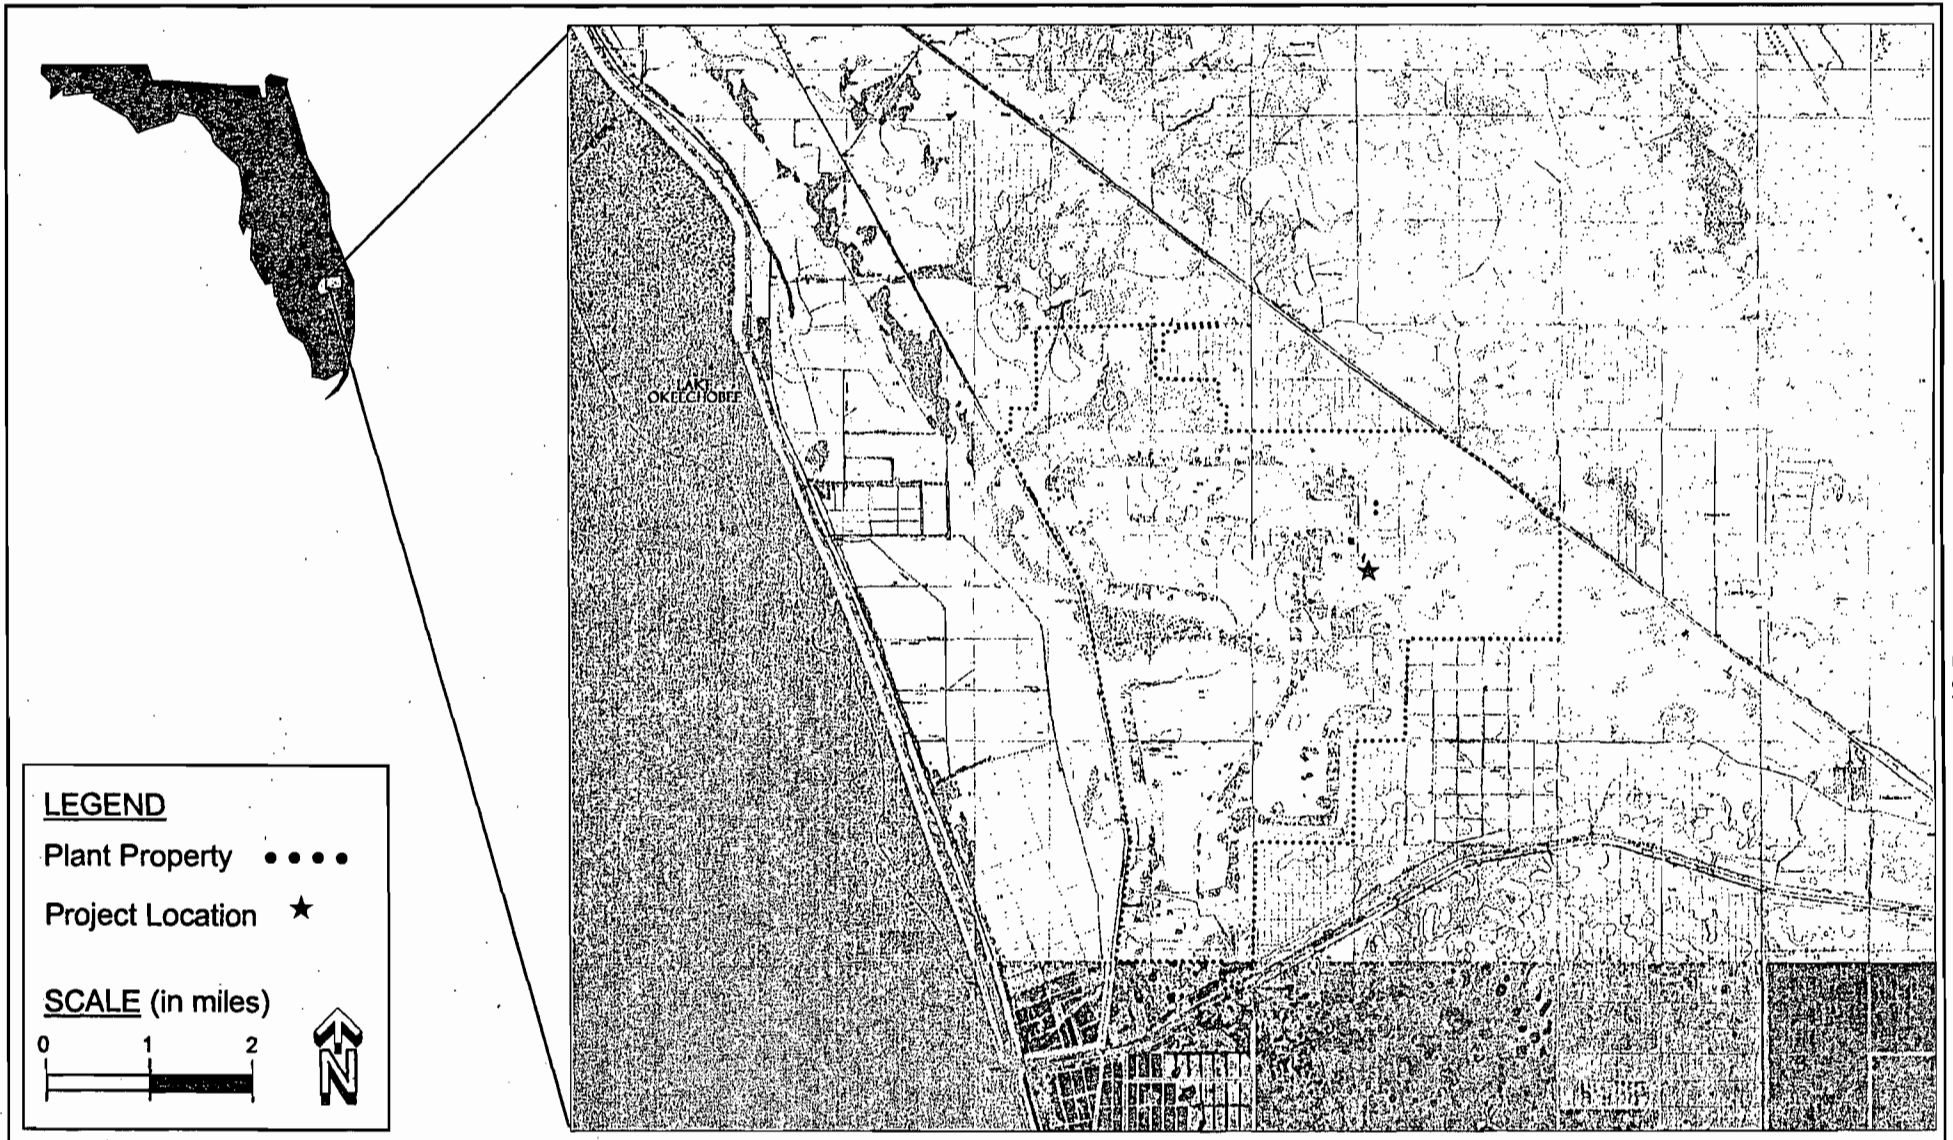 LAKE
OKEECHOBEE
LEGEND
Plant Property
Project Location
SCALE (in miles)
0 1 2
N